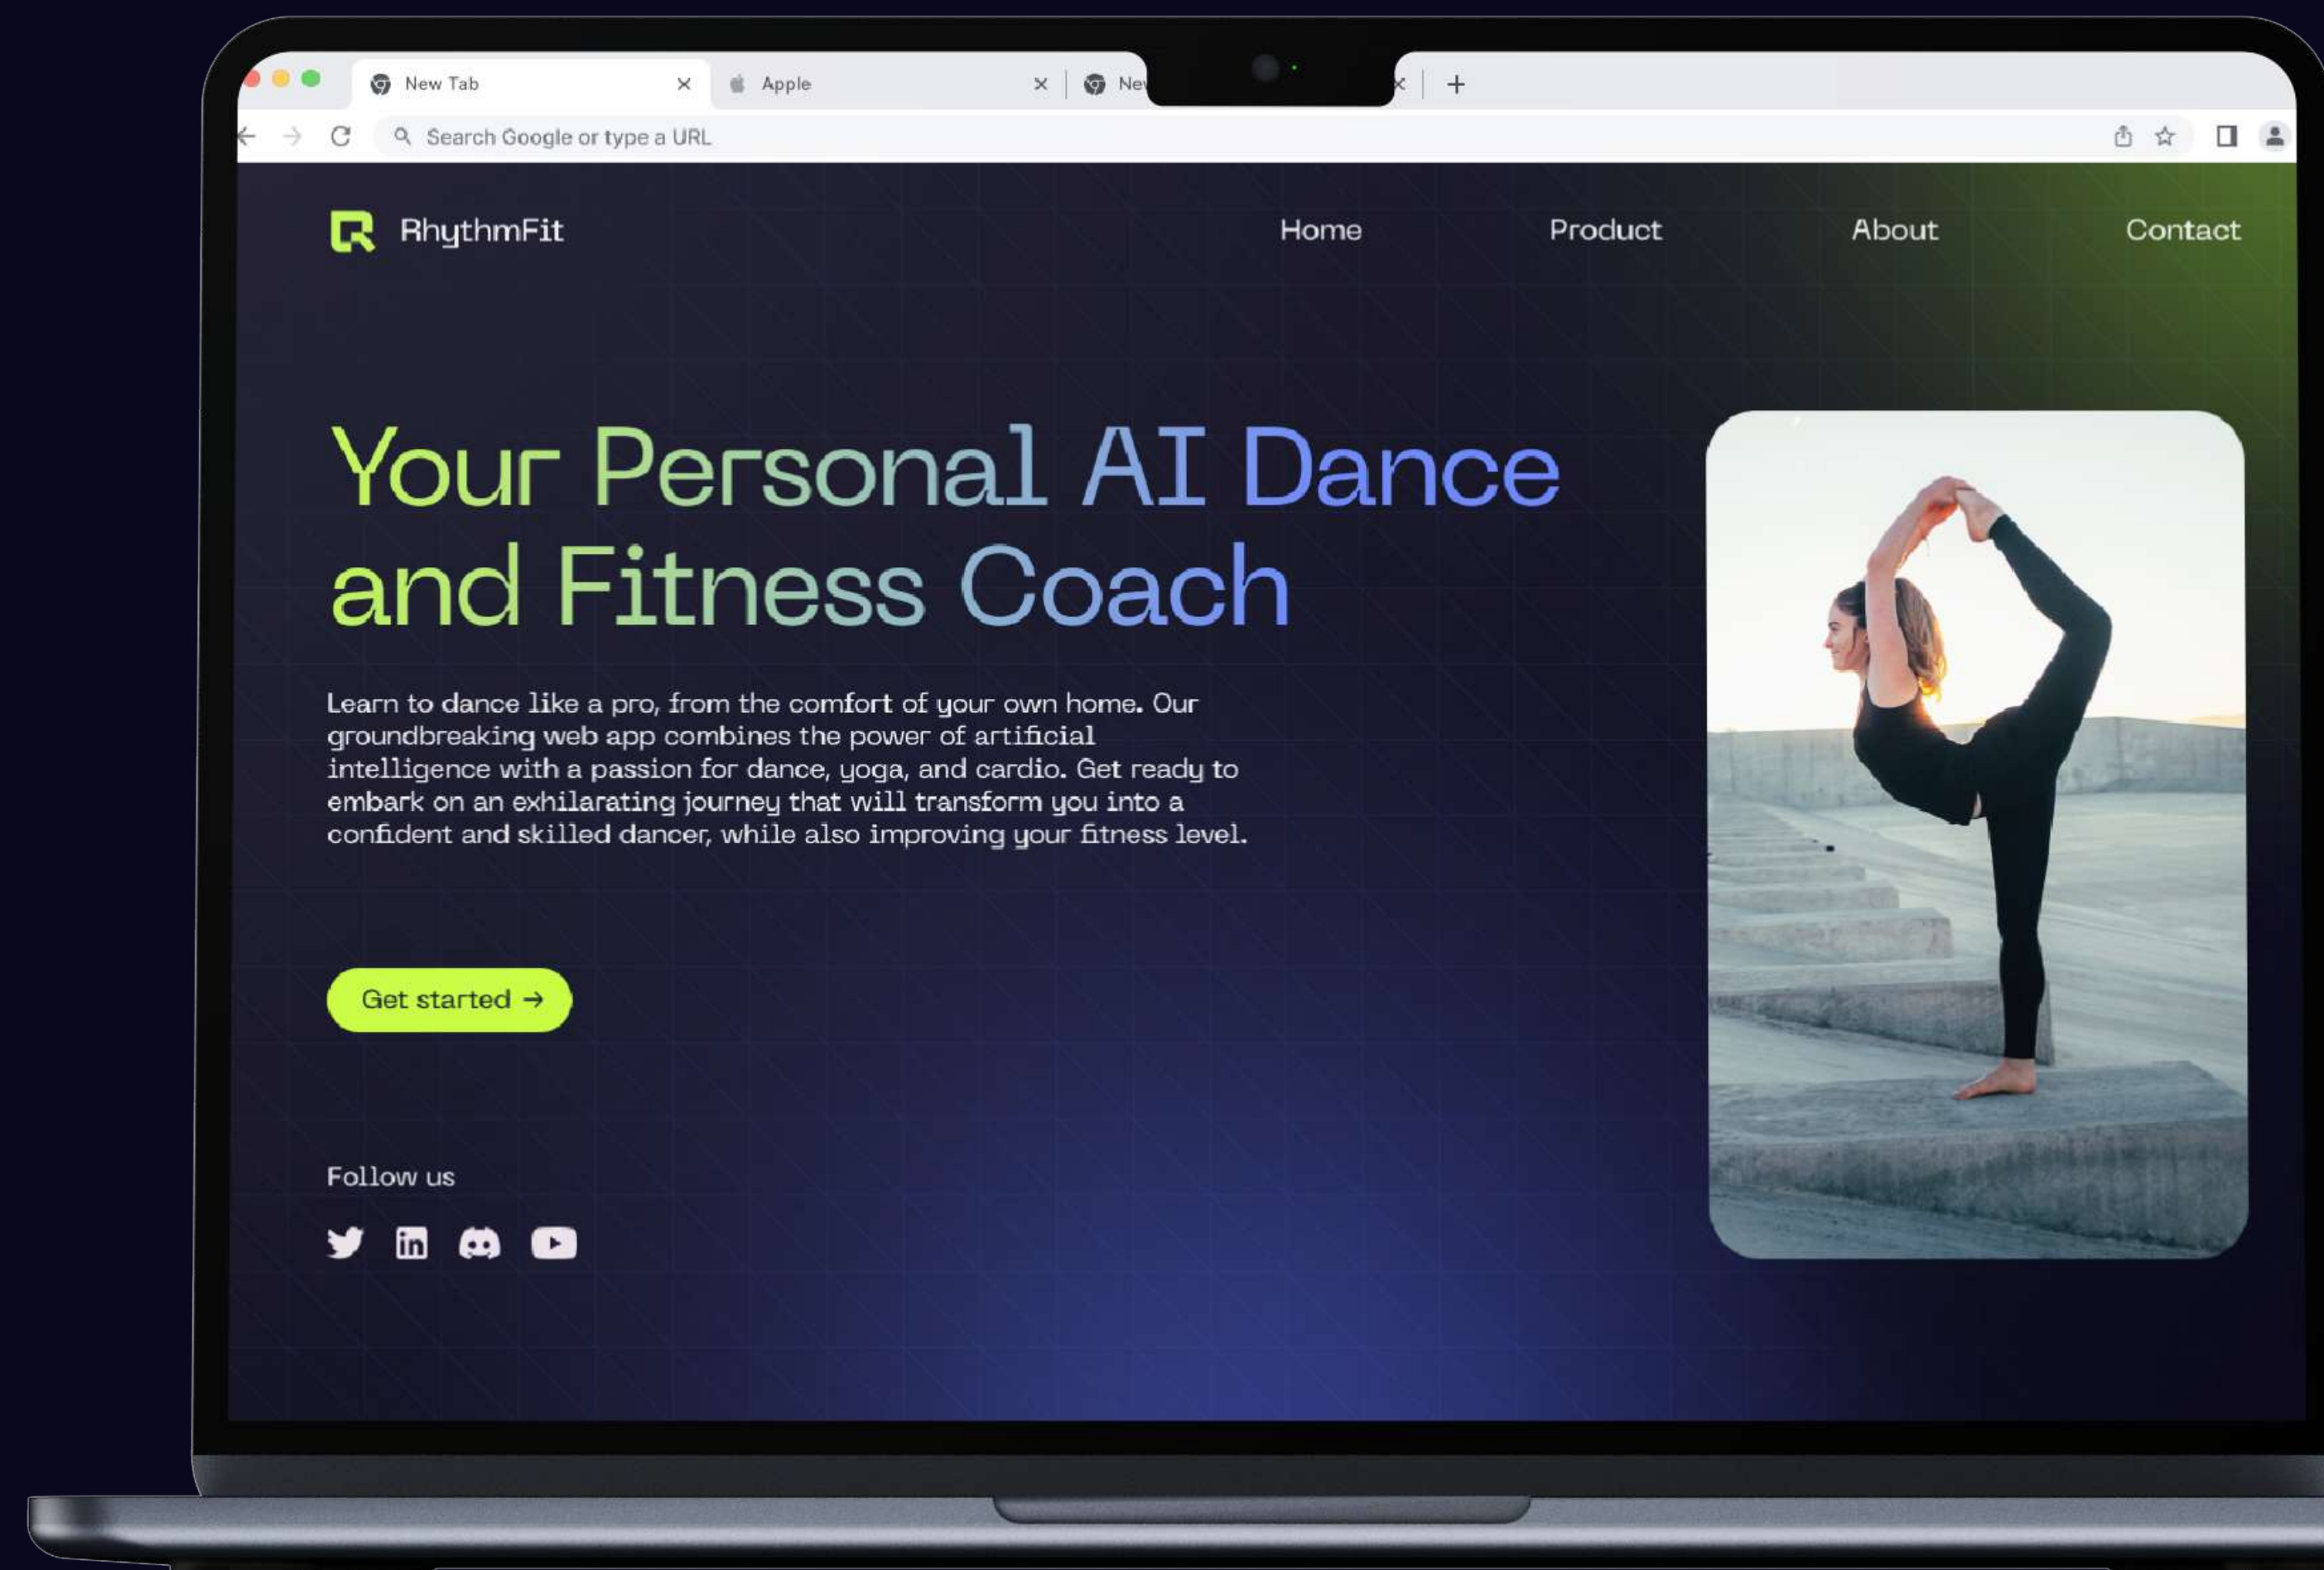 New Tab
Apple
Search Google or type a URL
RhythmFit
Home
Product
About
Contact
Your Personal AI Dance
and Fitness Coach
Learn to dance like a pro, from the comfort of your own home. Our
groundbreaking web app combines the power of artificial
intelligence with a passion for dance, yoga, and cardio. Get ready to
embark on an exhilarating journey that will transform you into a
confident and skilled dancer, while also improving your fitness level.
Get started →
Follow us
in